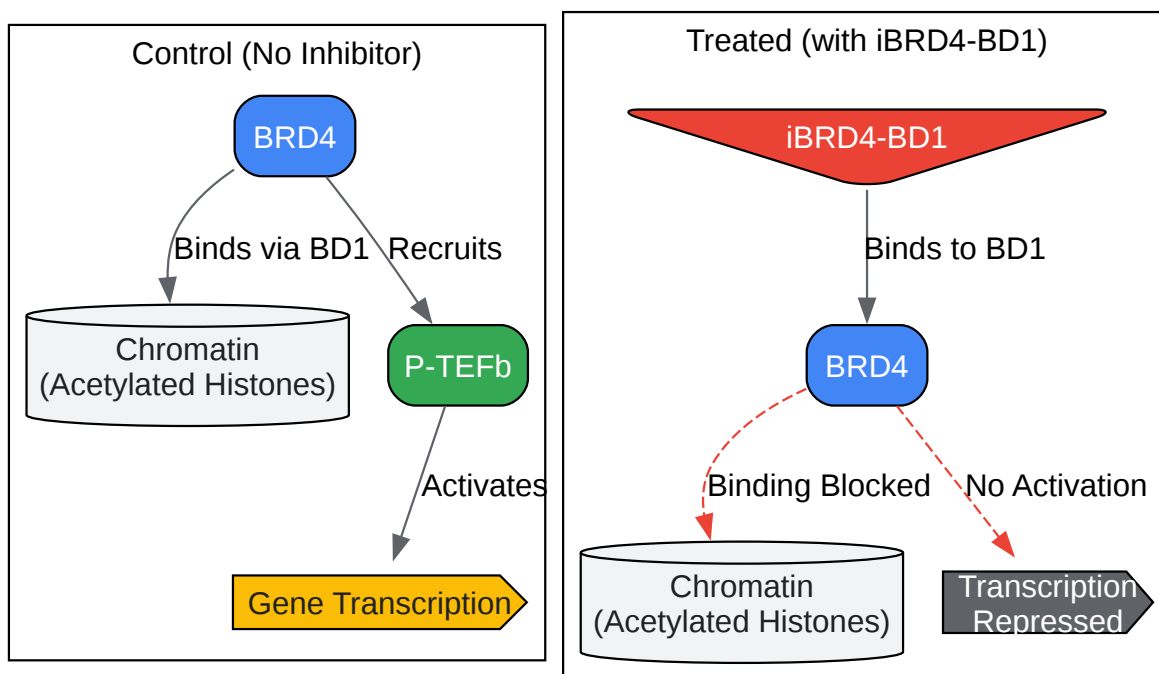 Control (No Inhibitor)
BRD4
Binds via BD1
Recruits
Chromatin
(Acetylated Histones)
P-TEFb
Activates
Gene Transcription
Treated (with iBRD4-BD1)
iBRD4-BD1
Binds to BD1
BRD4
Binding Blocked
No Activation
Chromatin
(Acetylated Histones)
Transcription
Repressed